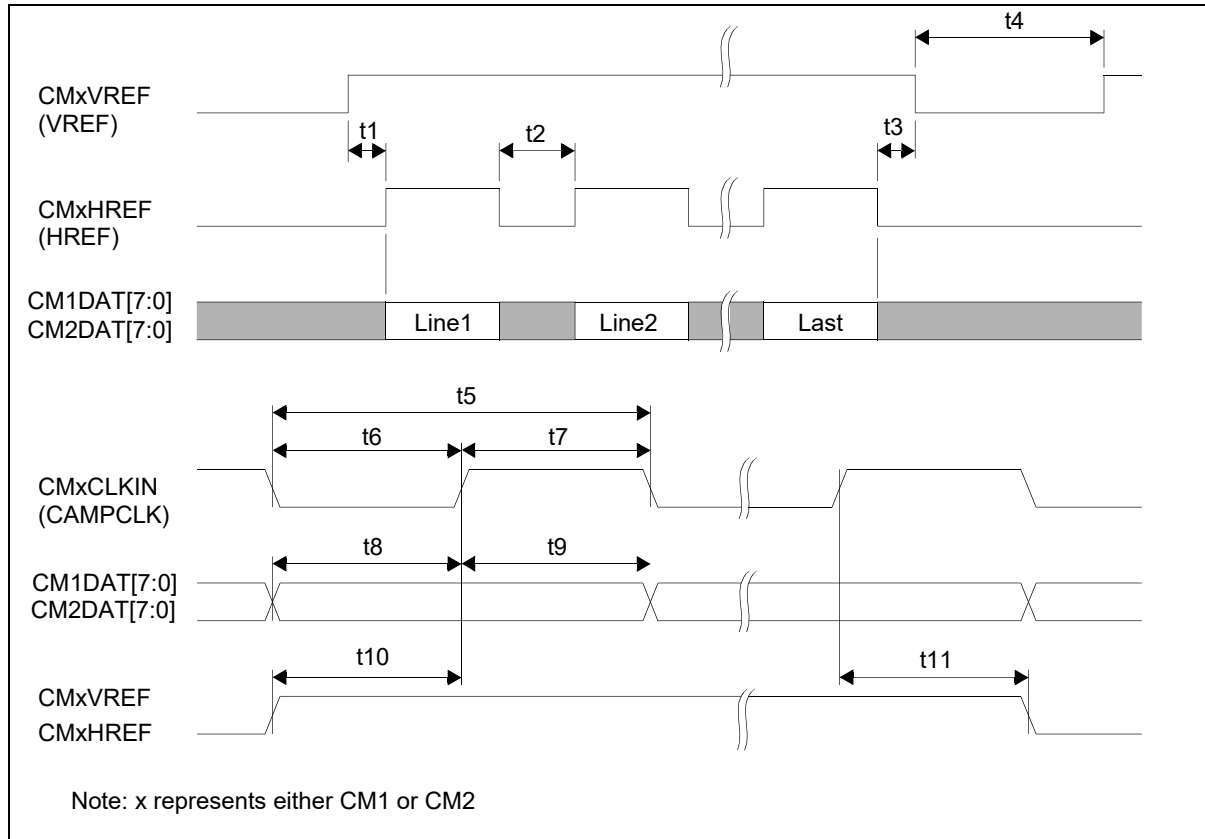 t4
CMxVREF
(VREF)
t1
t2
t3
CMxHREF
(HREF)
CM1DAT[7:0]
CM2DAT[7:0]
Line1
Line2
Last
t5
t6
t7
CMxCLKIN
(CAMPCLK)
t8
t9
CM1DAT[7:0]
CM2DAT[7:0]
t10
t11
CMxVREF
CMxHREF
Note: x represents either CM1 or CM2